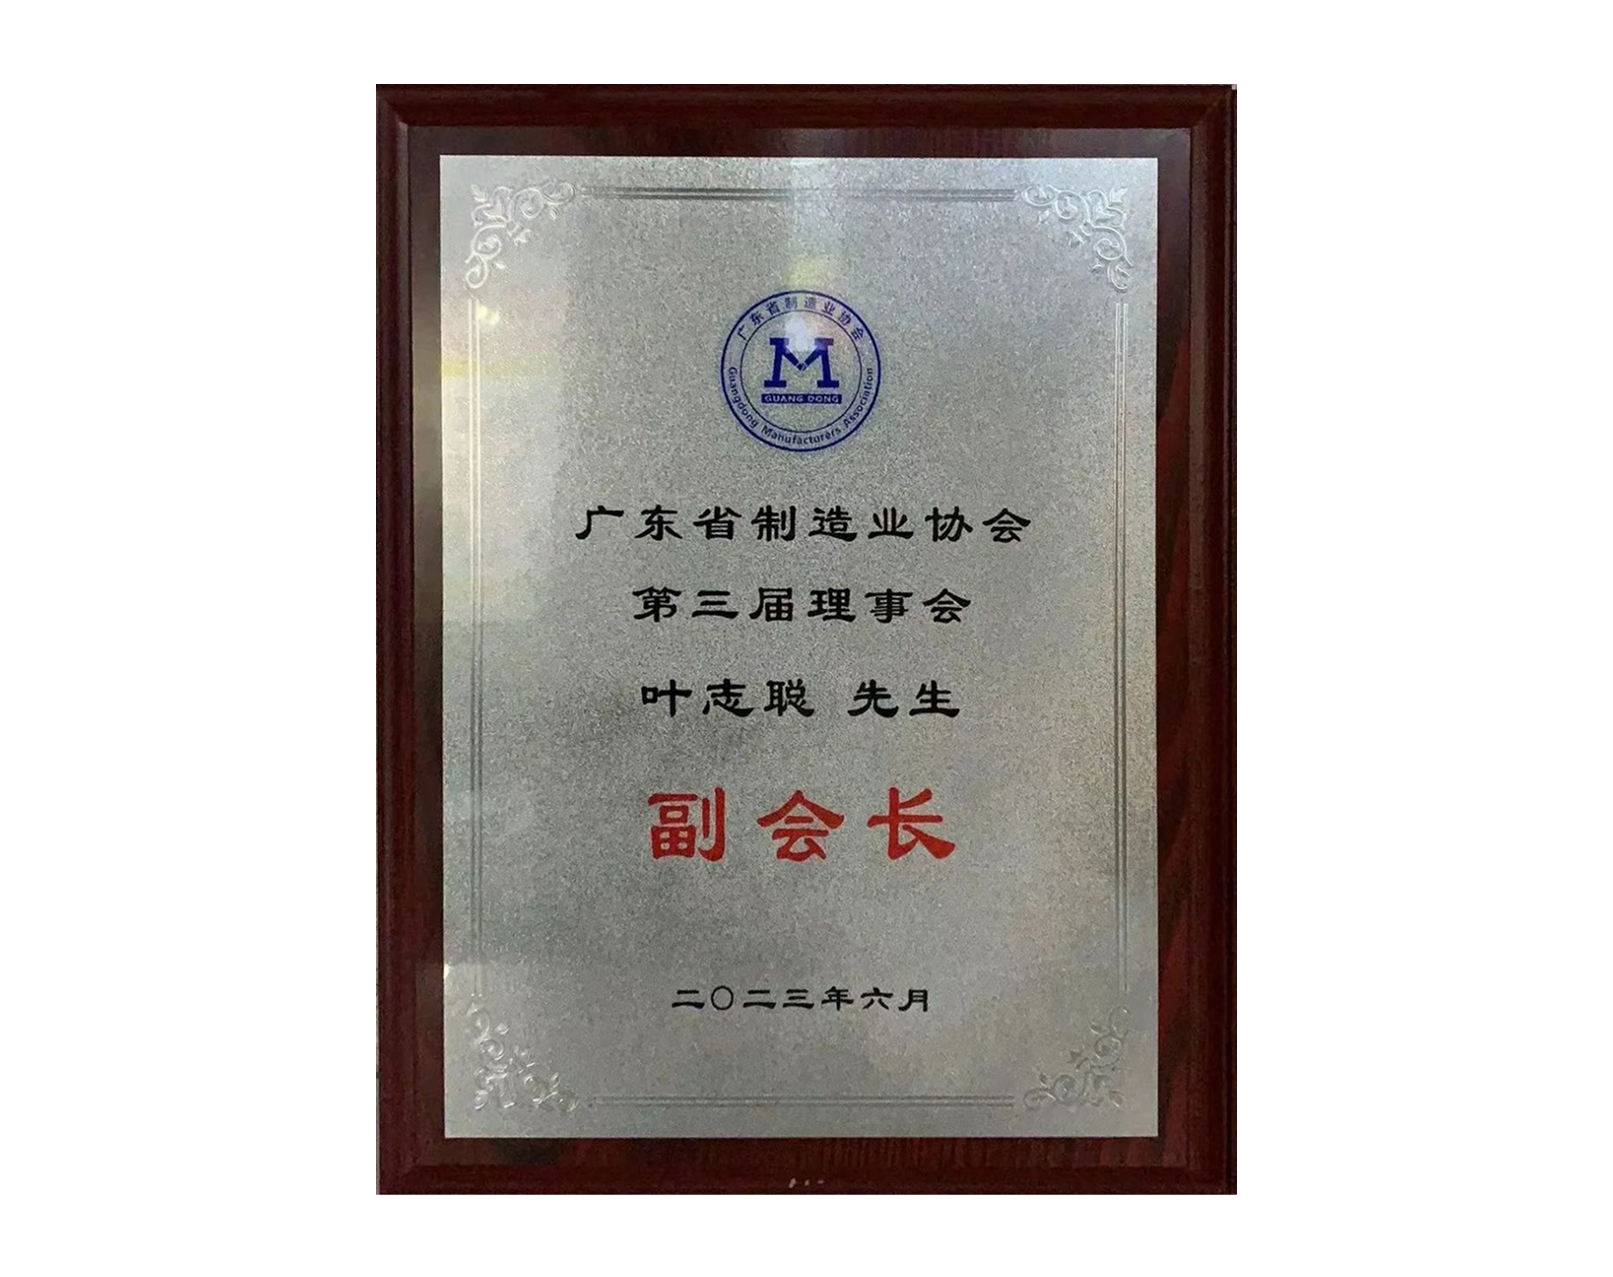 广东省制造业协会
M
GUANG DONG
Guangdong Manufacturers Association
广东省制造业协会
第三届理事会
叶志聪 先生
副会长
二〇二三年六月